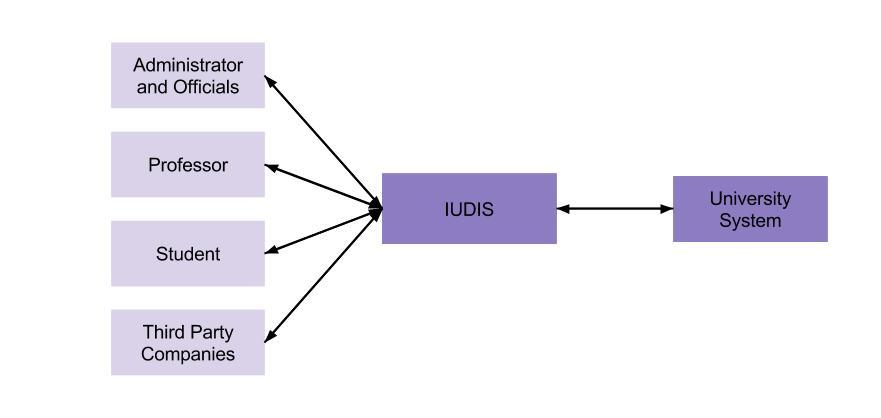 Administrator
and Officials
Professor
Student
Third Party
Companies
IUDIS
University
System